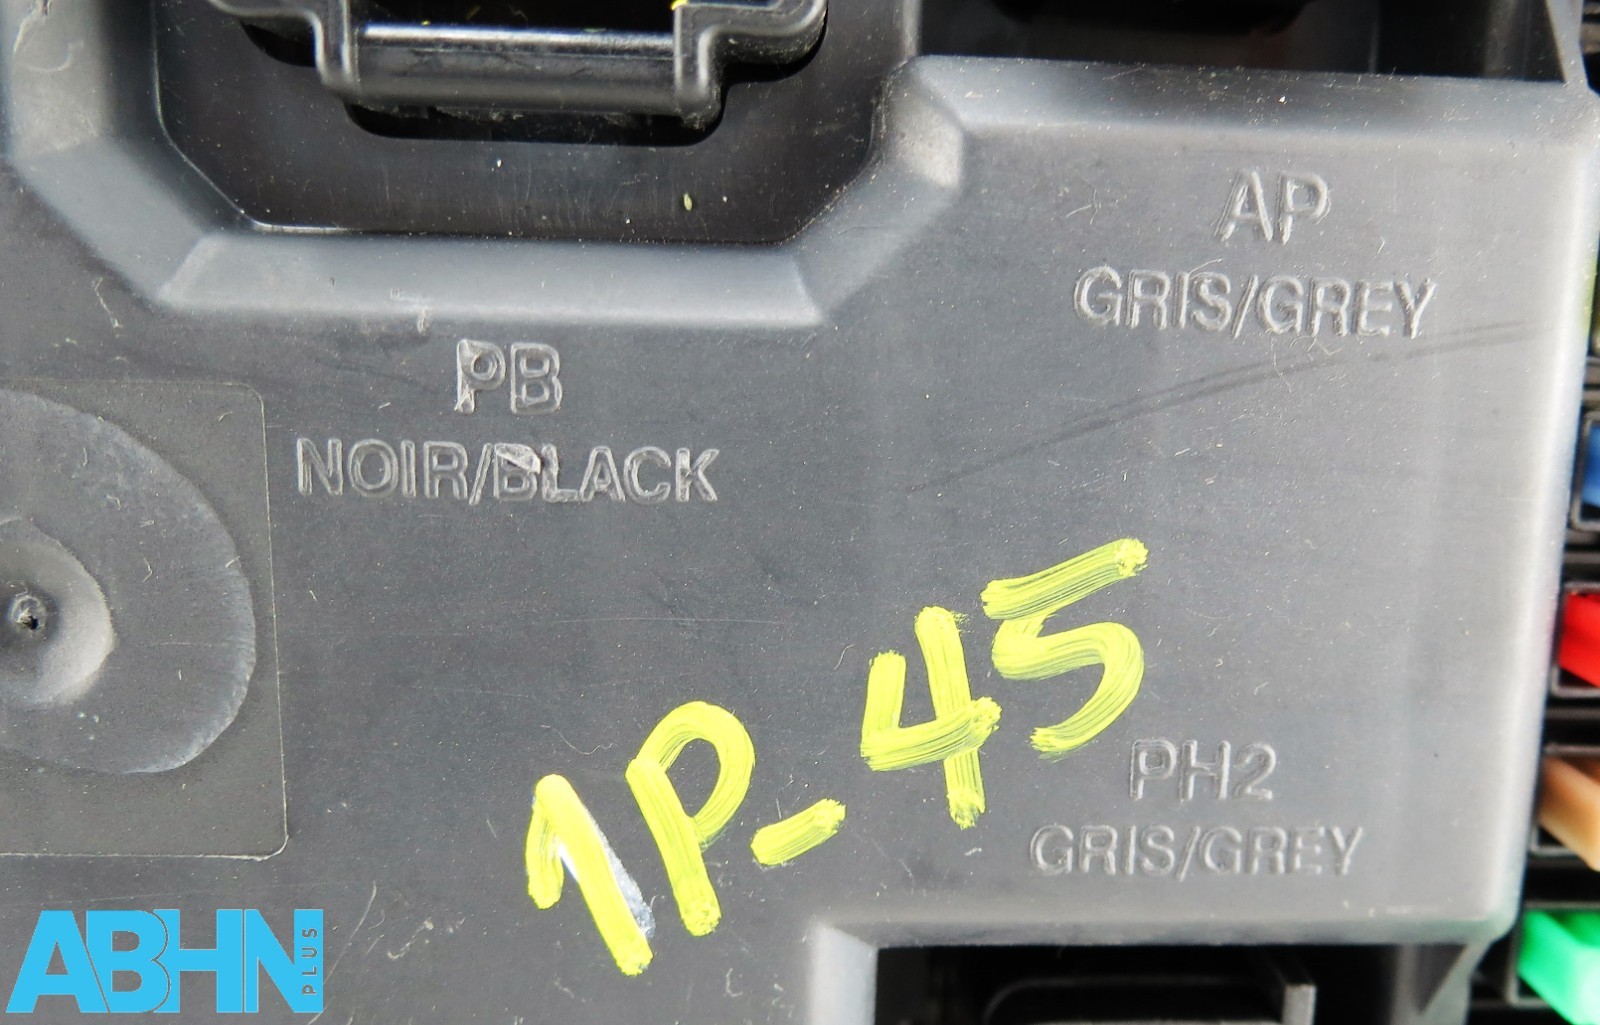 AP
GRIS/GREY
PB
NOIR/BLACK
1P-45
PH2
GRIS/GREY
ABHN PLUS